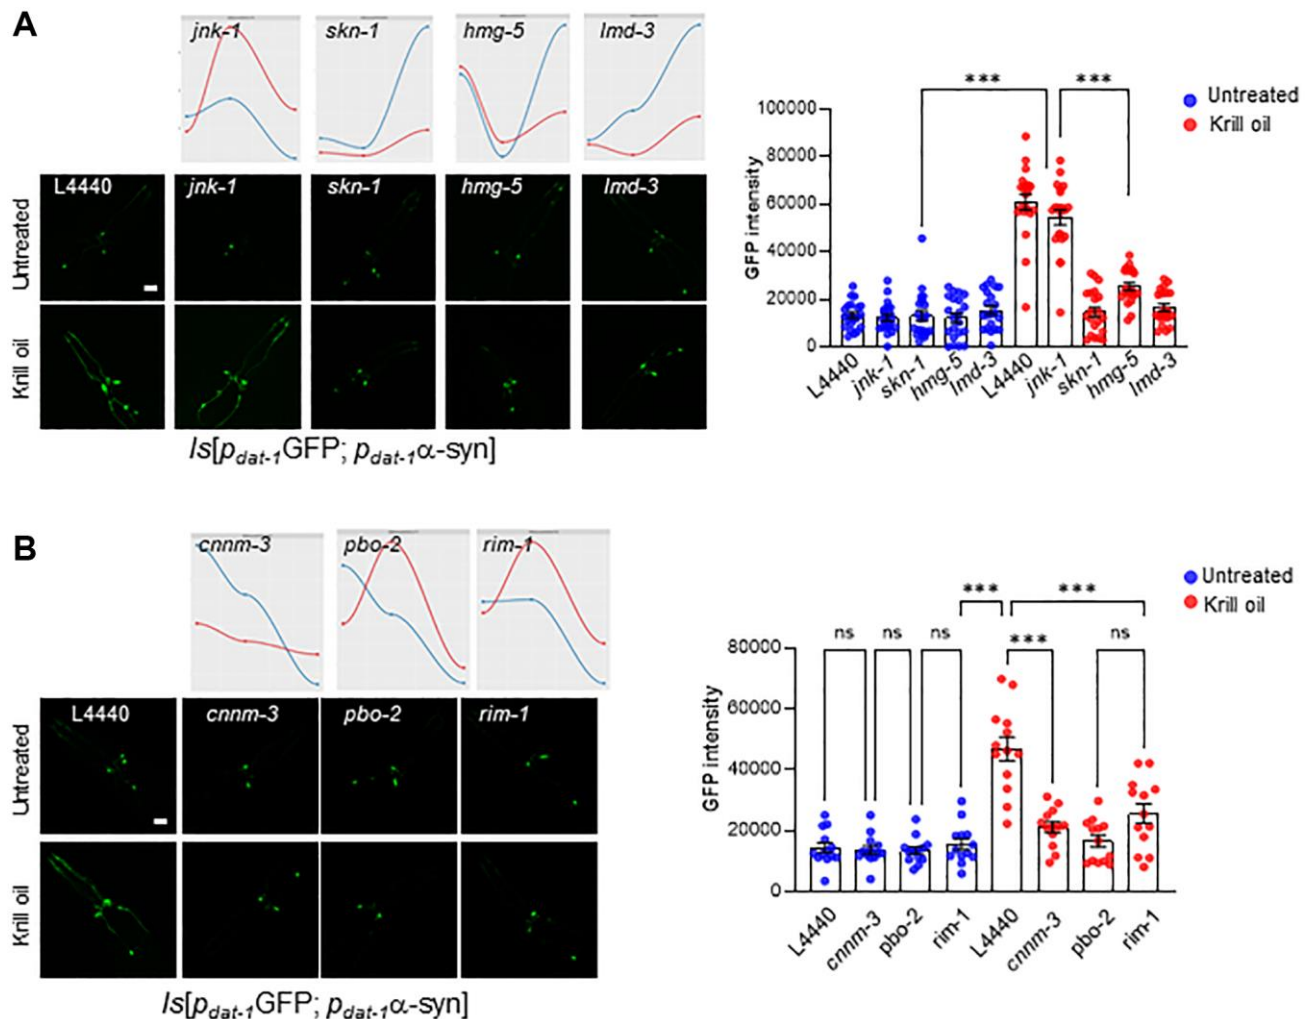 A
jnk-1
skn-1
hmg-5
lmd-3
L4440
jnk-1
skn-1
hmg-5
lmd-3
Untreated
Krill oil
Is[pdat-1GFP; pdat-1α-syn]
***
***
Untreated
Krill oil
GFP intensity
100000
80000
60000
40000
20000
0
L4440
jnk-1
skn-1
hmg-5
lmd-3
L4440
jnk-1
skn-1
hmg-5
lmd-3
B
cnnm-3
pbo-2
rim-1
L4440
cnnm-3
pbo-2
rim-1
Untreated
Krill oil
Is[pdat-1GFP; pdat-1α-syn]
Untreated
Krill oil
***
***
ns
ns
ns
***
ns
GFP intensity
80000
60000
40000
20000
0
L4440
cnnm-3
pbo-2
rim-1
L4440
cnnm-3
pbo-2
rim-1